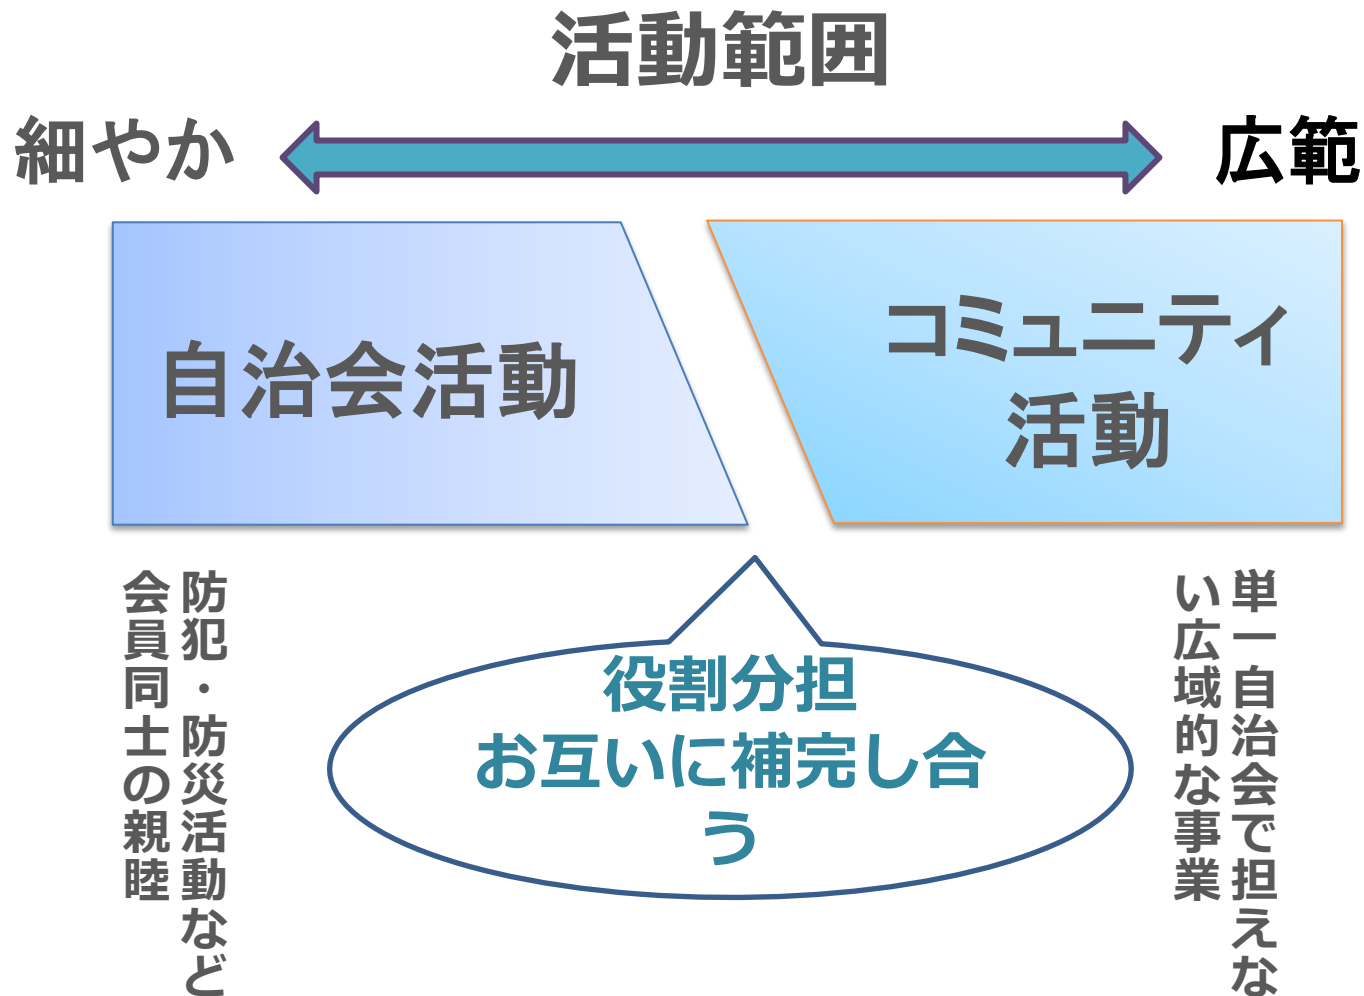 活動範囲
細やか
広範
自治会活動
コミュニティ
活動
防犯・防災活動など
会員同士の親睦
役割分担
お互いに補完し合
う
単一自治会で担えな
い広域的な事業